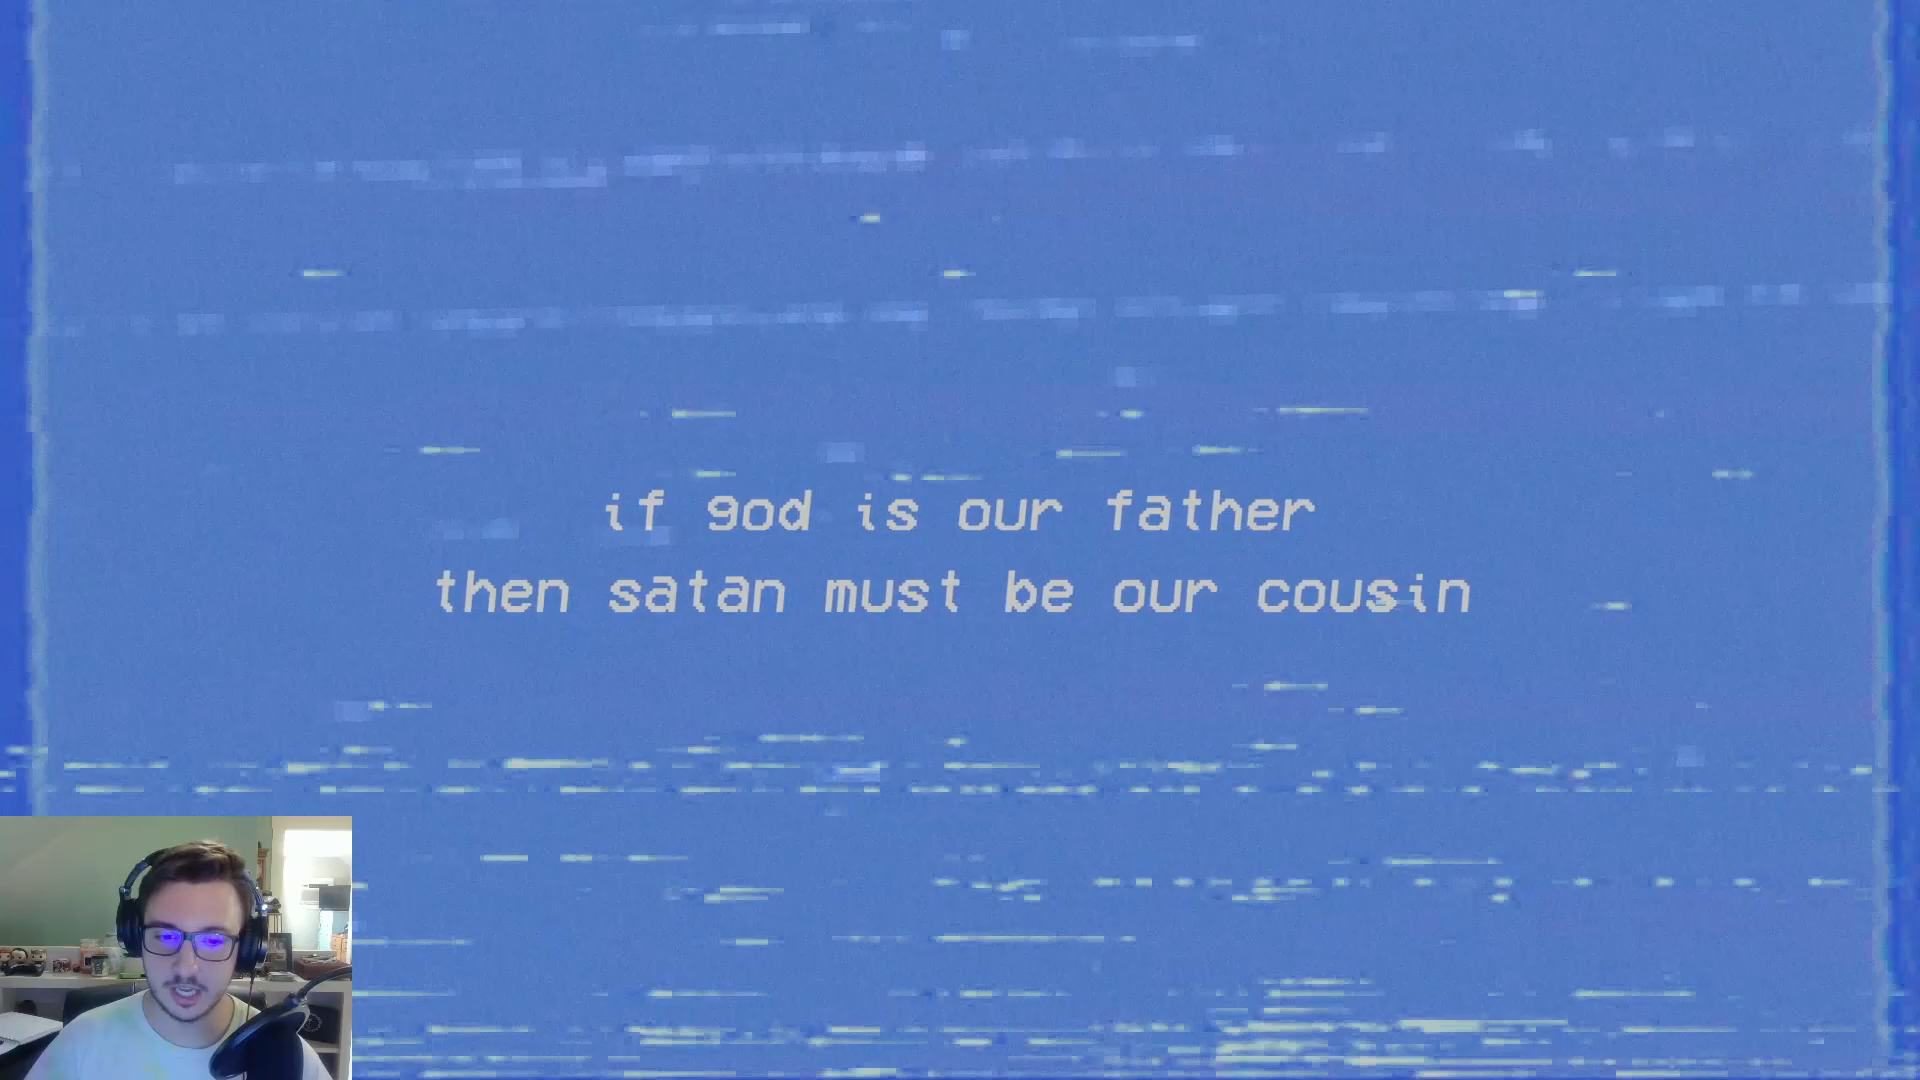 if god is our father
then satan must be our cousin